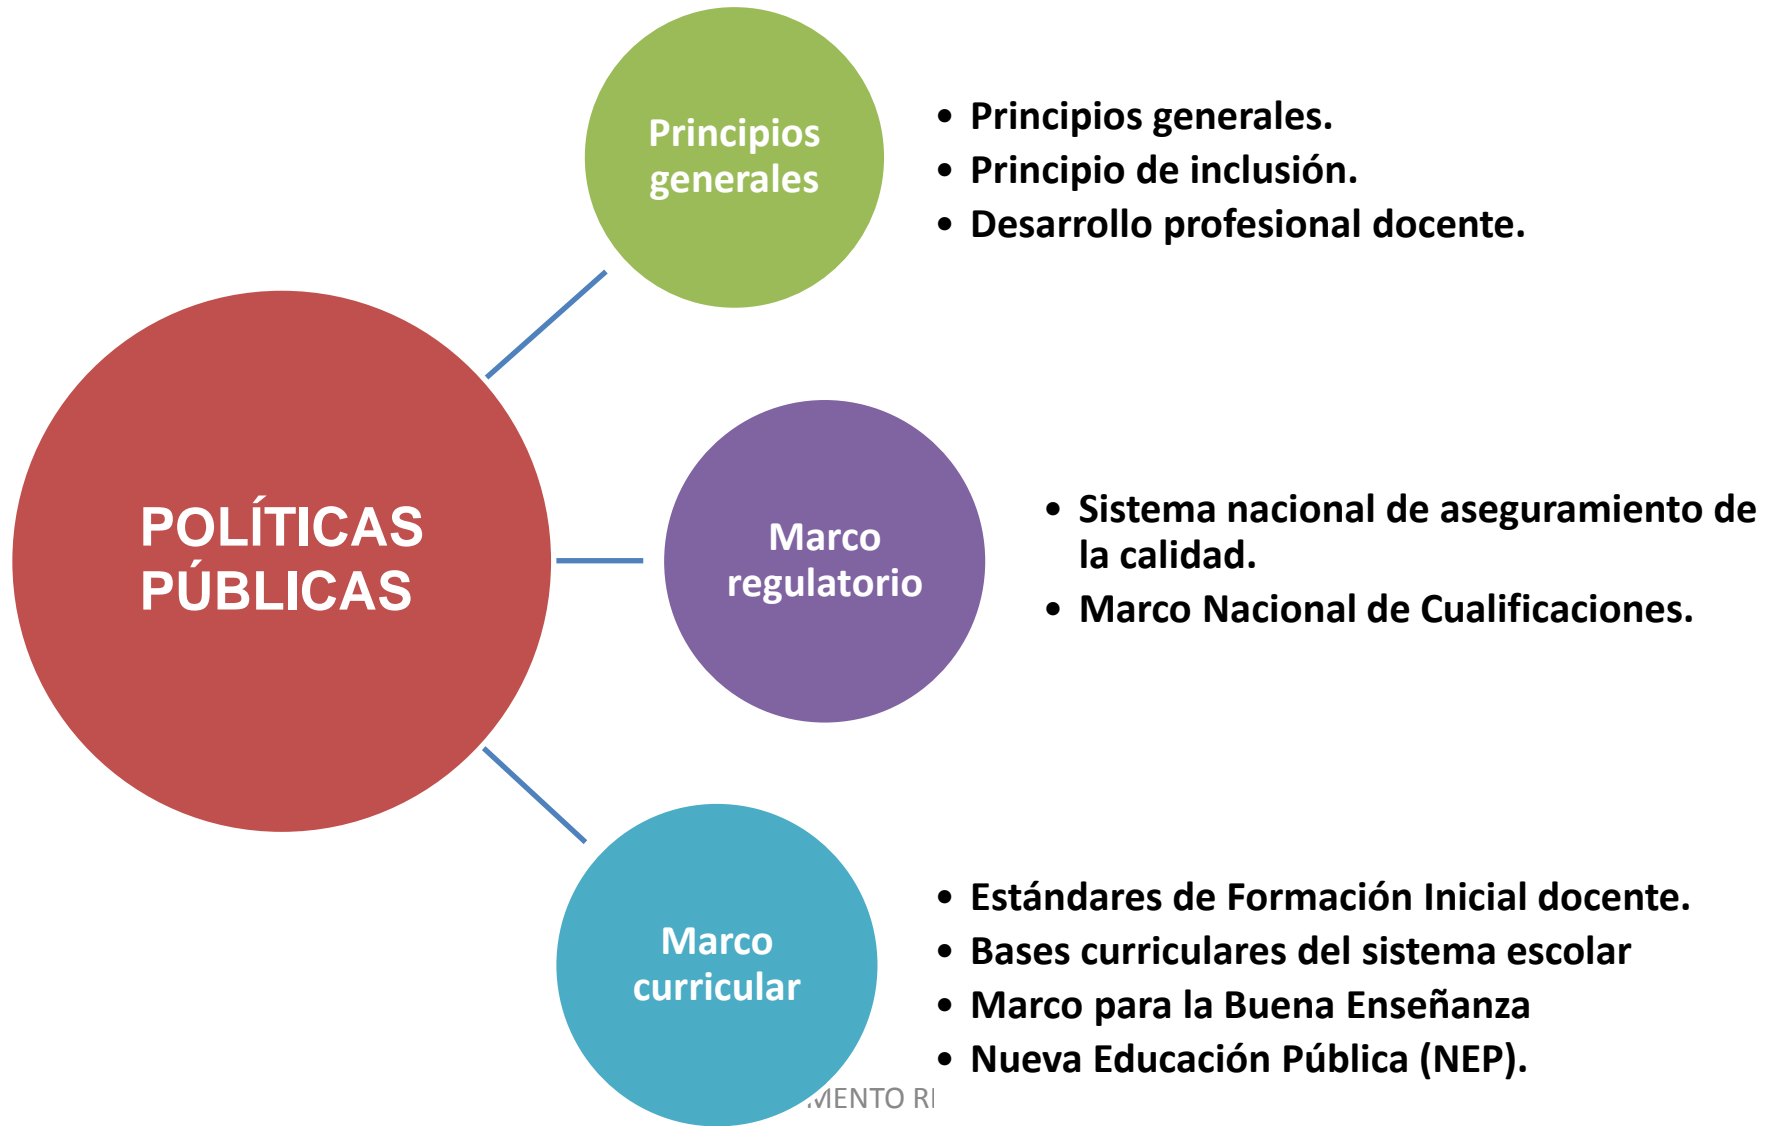 Principios
generales
• Principios generales.
• Principio de inclusión.
• Desarrollo profesional docente.
POLÍTICAS
PÚBLICAS
Marco
regulatorio
• Sistema nacional de aseguramiento de
la calidad.
• Marco Nacional de Cualificaciones.
Marco
curricular
• Estándares de Formación Inicial docente.
• Bases curriculares del sistema escolar
• Marco para la Buena Enseñanza
• Nueva Educación Pública (NEP).